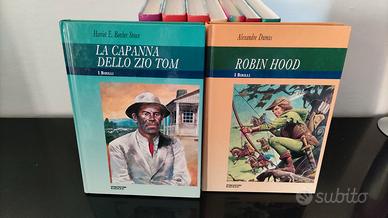 Harriet E. Beecher Stowe
LA CAPANNA
DELLO ZIO TOM
I BIRILLI
Alexandre Dumas
ROBIN HOOD
I BIRILLI
subito